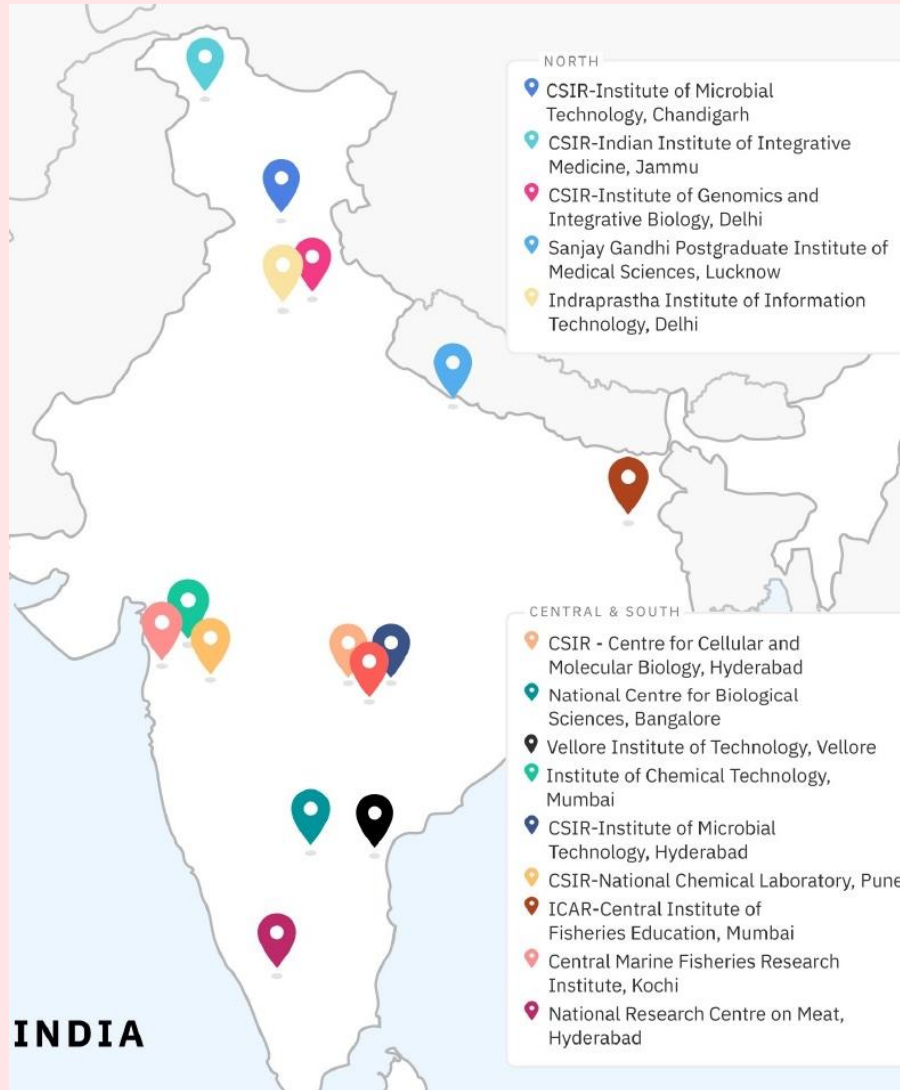 NORTH
CSIR-Institute of Microbial
Technology, Chandigarh
CSIR-Indian Institute of Integrative
Medicine, Jammu
CSIR-Institute of Genomics and
Integrative Biology, Delhi
Sanjay Gandhi Postgraduate Institute of
Medical Sciences, Lucknow
Indraprastha Institute of Information
Technology, Delhi
CENTRAL & SOUTH
CSIR - Centre for Cellular and
Molecular Biology, Hyderabad
National Centre for Biological
Sciences, Bangalore
Vellore Institute of Technology, Vellore
Institute of Chemical Technology,
Mumbai
CSIR-Institute of Microbial
Technology, Hyderabad
CSIR-National Chemical Laboratory, Pune
ICAR-Central Institute of
Fisheries Education, Mumbai
Central Marine Fisheries Research
Institute, Kochi
National Research Centre on Meat,
Hyderabad
INDIA